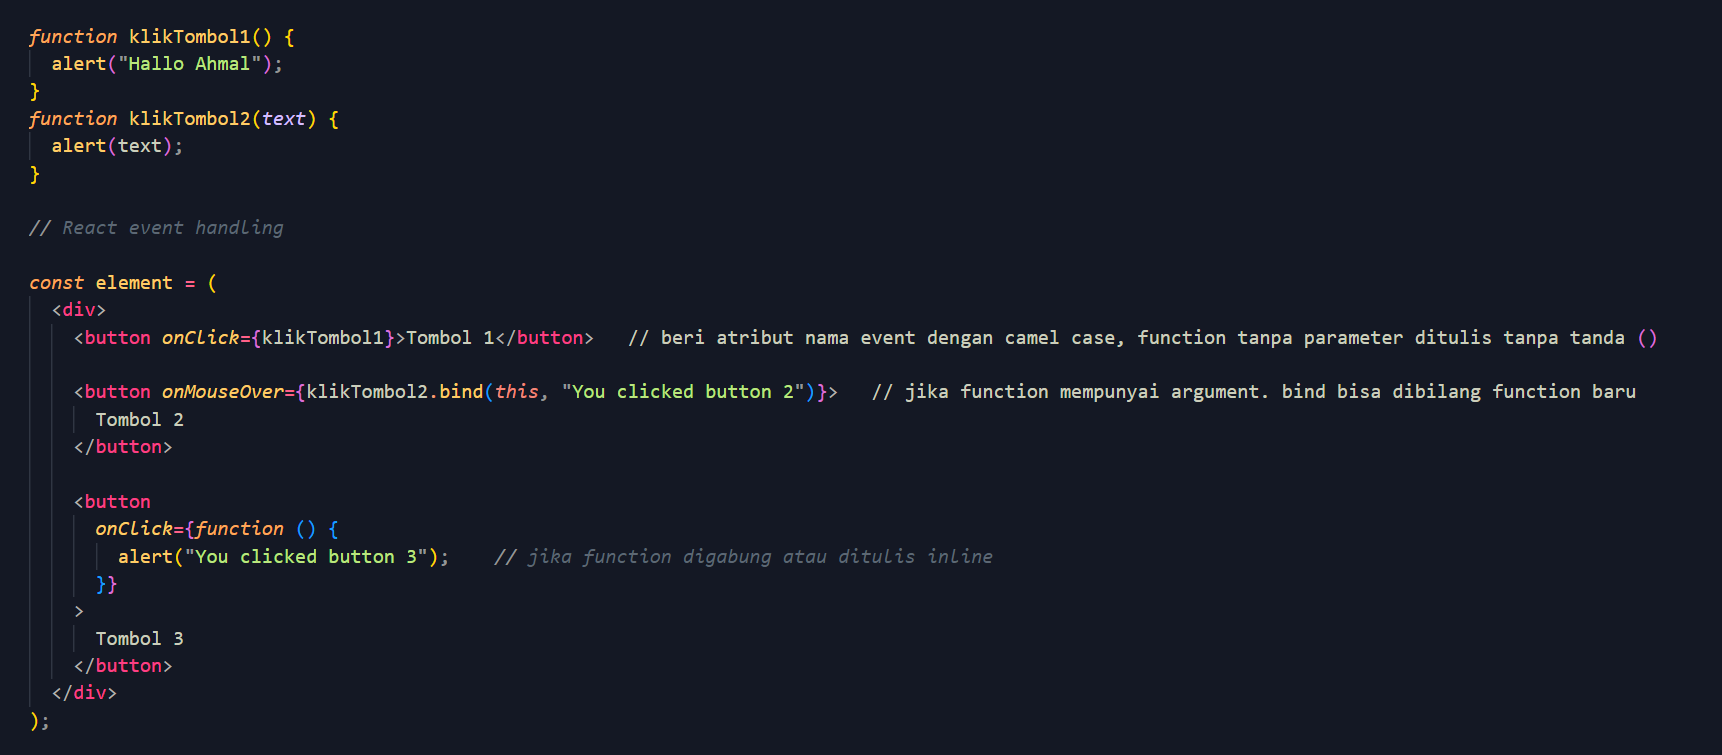 function klikTombol1() {
  alert("Hallo Ahmal");
}
function klikTombol2(text) {
  alert(text);
}

// React event handling

const element = (
  <div>
    <button onClick={klikTombol1}>Tombol 1</button>   // beri atribut nama event dengan camel case, function tanpa parameter ditulis tanpa tanda ()

    <button onMouseOver={klikTombol2.bind(this, "You clicked button 2")}>   // jika function mempunyai argument. bind bisa dibilang function baru
      Tombol 2
    </button>

    <button
      onClick={function () {
        alert("You clicked button 3");    // jika function digabung atau ditulis inline
      }}
    >
      Tombol 3
    </button>
  </div>
);